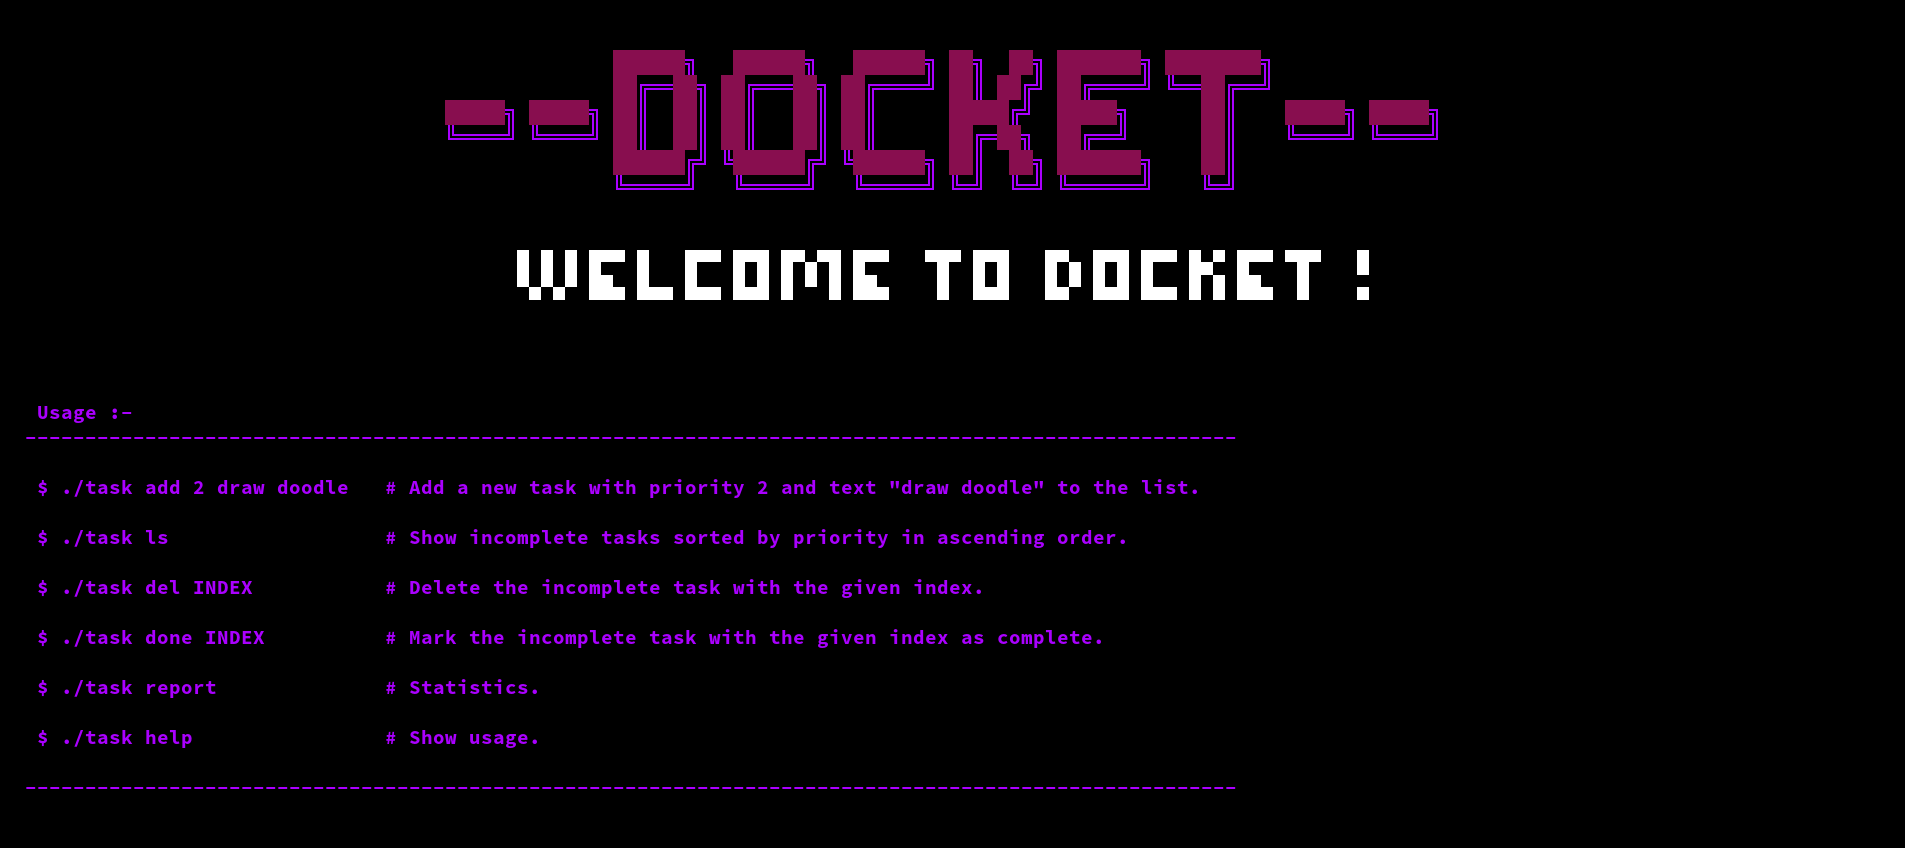 --DOCKET--
WELCOME TO DOCKET !
Usage :-
-----------------------------------------------------------------------------------------------------
$ ./task add 2 draw doodle   # Add a new task with priority 2 and text "draw doodle" to the list.
$ ./task ls                  # Show incomplete tasks sorted by priority in ascending order.
$ ./task del INDEX           # Delete the incomplete task with the given index.
$ ./task done INDEX          # Mark the incomplete task with the given index as complete.
$ ./task report              # Statistics.
$ ./task help                # Show usage.
-----------------------------------------------------------------------------------------------------